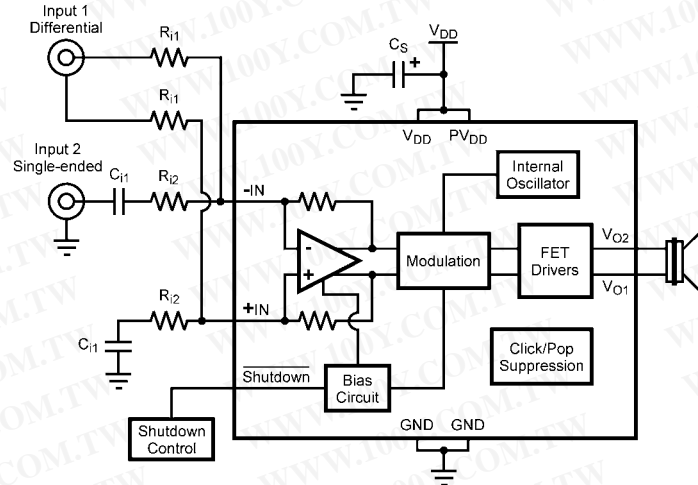 Input 1
Differential
Ri1
Ri1
Input 2
Single-ended
Ci1
Ri2
Ri2
Ci1
CS
+
VDD
VDD
PVDD
Internal
Oscillator
-IN
-
+
+IN
Modulation
FET
Drivers
VO2
VO1
Click/Pop
Suppression
Shutdown
Bias
Circuit
Shutdown
Control
GND
GND
WWW.100Y.COM.TW